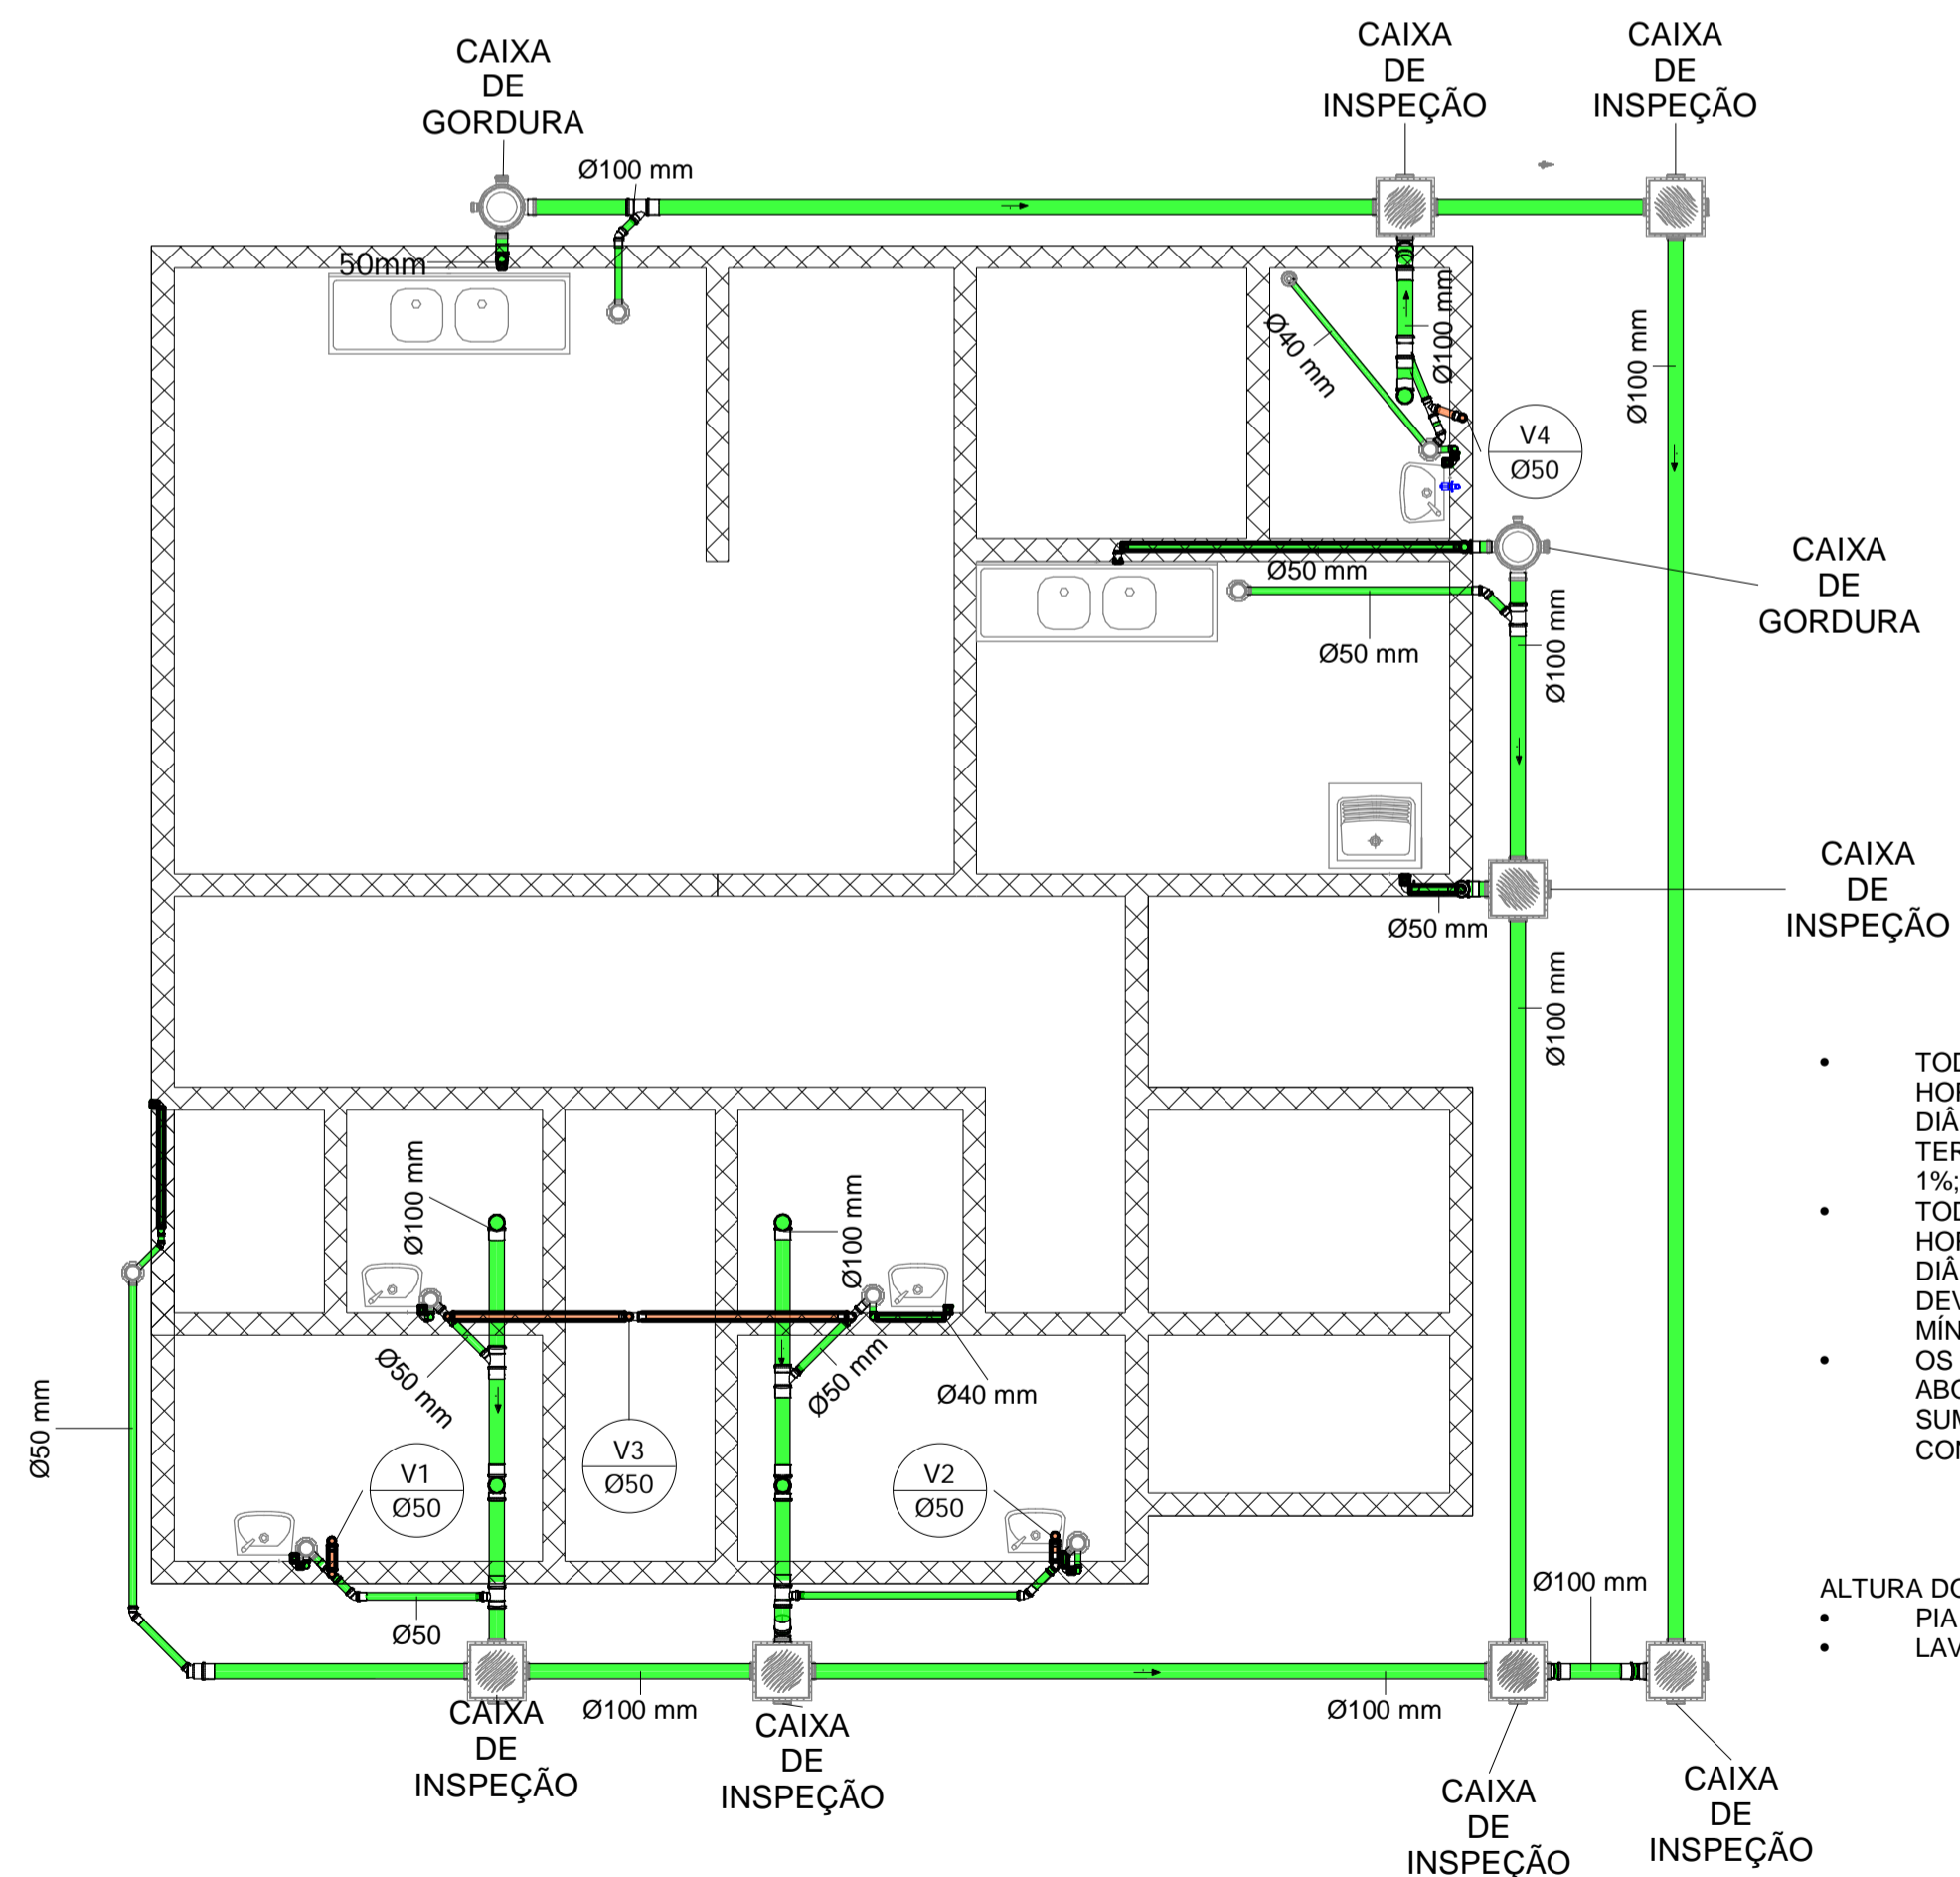 CAIXA
DE
GORDURA
CAIXA
DE
INSPEÇÃO
CAIXA
DE
INSPEÇÃO
Ø100 mm
50mm
Ø40 mm
Ø100 mm
Ø100 mm
V4
Ø50
CAIXA
DE
GORDURA
Ø50 mm
Ø50 mm
Ø100 mm
CAIXA
DE
INSPEÇÃO
Ø50 mm
Ø100 mm
Ø100 mm
Ø100 mm
Ø50 mm
Ø50 mm
Ø40 mm
Ø50 mm
V3
Ø50
V1
Ø50
V2
Ø50
Ø50
Ø100 mm
Ø100 mm
Ø100 mm
CAIXA
DE
INSPEÇÃO
CAIXA
DE
INSPEÇÃO
CAIXA
DE
INSPEÇÃO
CAIXA
DE
INSPEÇÃO
1%;
• OS
ALTURA
• PIA